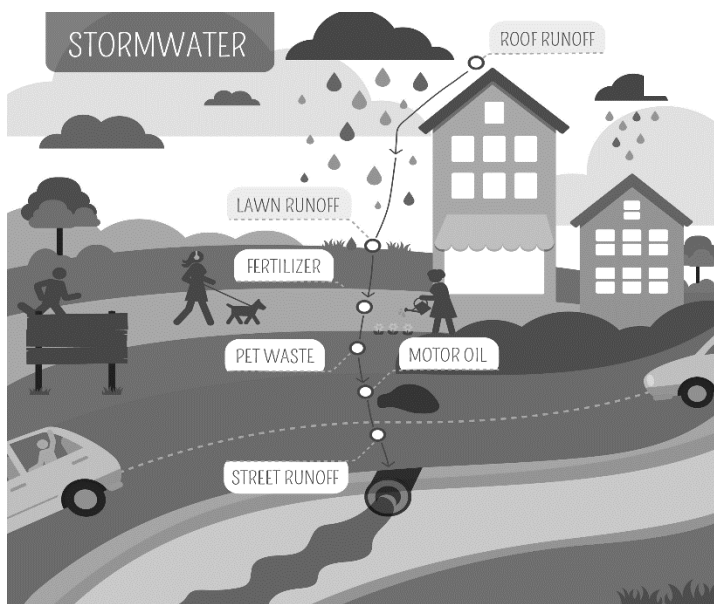 STORMWATER
ROOF RUNOFF
LAWN RUNOFF
FERTILIZER
PET WASTE
MOTOR OIL
STREET RUNOFF